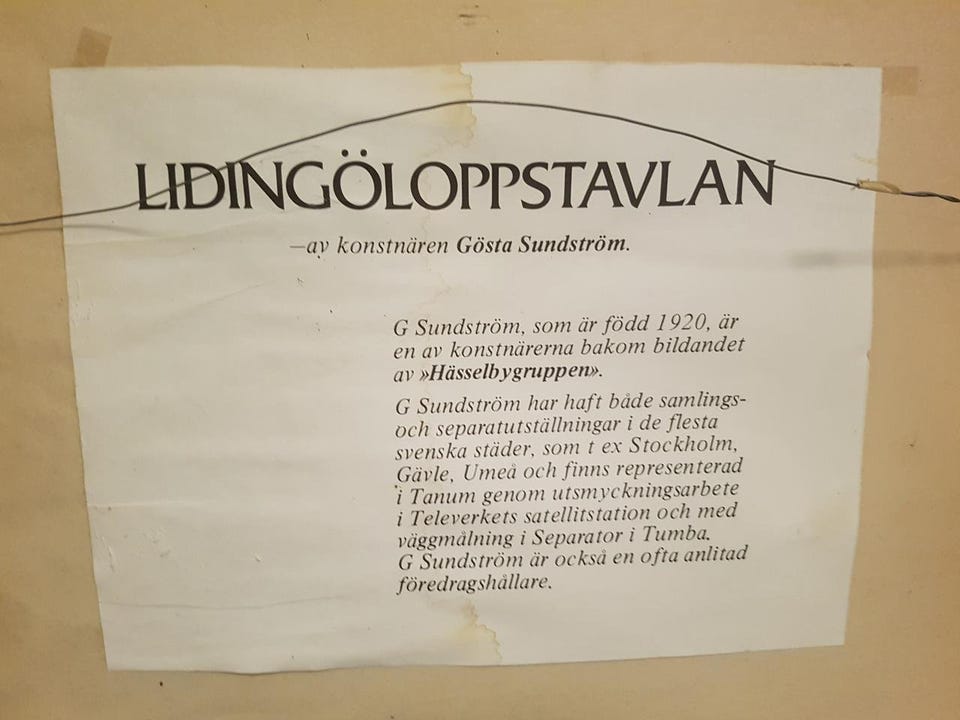 LIDINGÖLOPPSTAVLAN
—av konstnären Gösta Sundström.
G Sundström, som är född 1920, är
en av konstnärerna bakom bildandet
av »Hässelbygruppen».
G Sundström har haft både samlings-
och separatutställningar i de flesta
svenska städer, som t ex Stockholm,
Gävle, Umeå och finns representerad
i Tanum genom utsmyckningsarbete
i Televerkets satellitstation och med
väggmålning i Separator i Tumba.
G Sundström är också en ofta anlitad
föredragshållare.